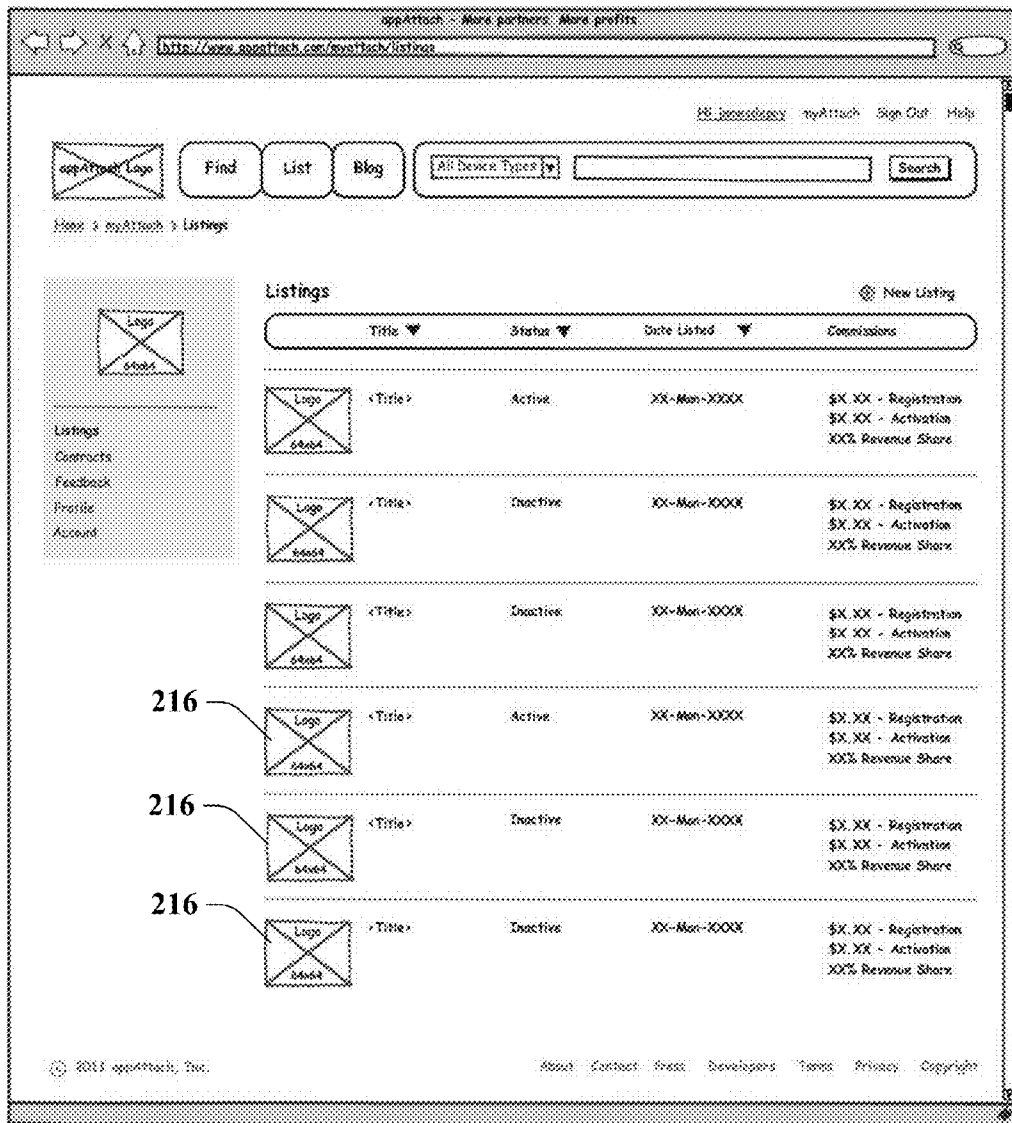 appAttach - More partners. More profits
http://www.appattach.com/myattach/listings
Hi myAttach Sign Out Help
appAttach Logo Find List Blog All Device Types Search
Home > myAttach > Listings
Logo
64x64
Listings
Contracts
Feedback
Profile
Account
Listings New Listing
Title Status Date Listed Commissions
Logo <Title> Active XX-Mon-XXXX $X.XX - Registration
$X.XX - Activation
64x64 XX% Revenue Share
Logo <Title> Inactive XX-Mon-XXXX $X.XX - Registration
$X.XX - Activation
64x64 XX% Revenue Share
Logo <Title> Inactive XX-Mon-XXXX $X.XX - Registration
$X.XX - Activation
64x64 XX% Revenue Share
216 Logo <Title> Active XX-Mon-XXXX $X.XX - Registration
$X.XX - Activation
64x64 XX% Revenue Share
216 Logo <Title> Inactive XX-Mon-XXXX $X.XX - Registration
$X.XX - Activation
64x64 XX% Revenue Share
216 Logo <Title> Inactive XX-Mon-XXXX $X.XX - Registration
$X.XX - Activation
64x64 XX% Revenue Share
(c) 2013 appAttach, Inc. About Contact Press Developers Terms Privacy Copyright